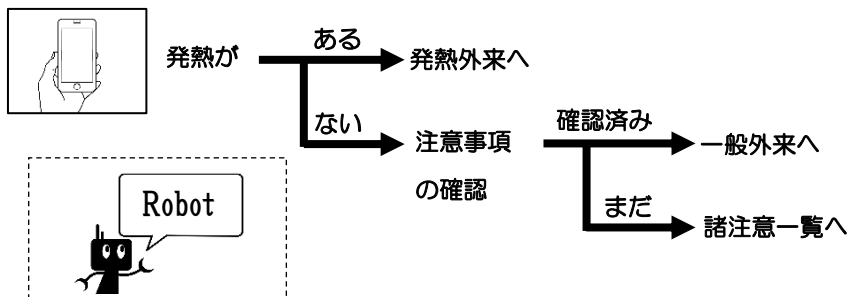 発熱が
ある
発熱外来へ
ない
注意事項
の確認
確認済み
一般外来へ
まだ
諸注意一覧へ
Robot